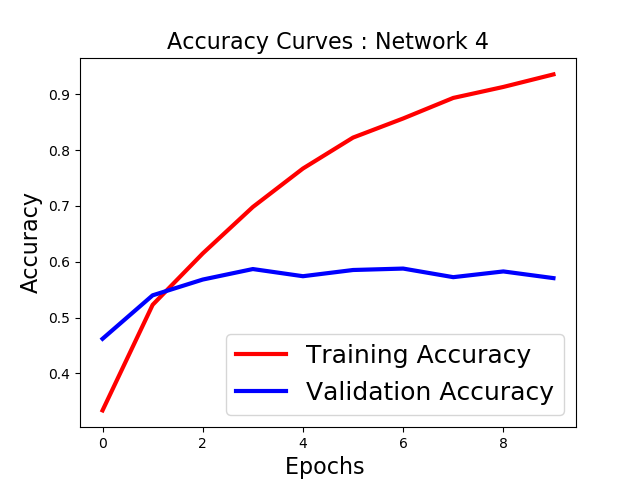 Accuracy Curves : Network 4
Accuracy
0.9
0.8
0.7
0.6
0.5
0.4
Training Accuracy
Validation Accuracy
0 2 4 6 8
Epochs